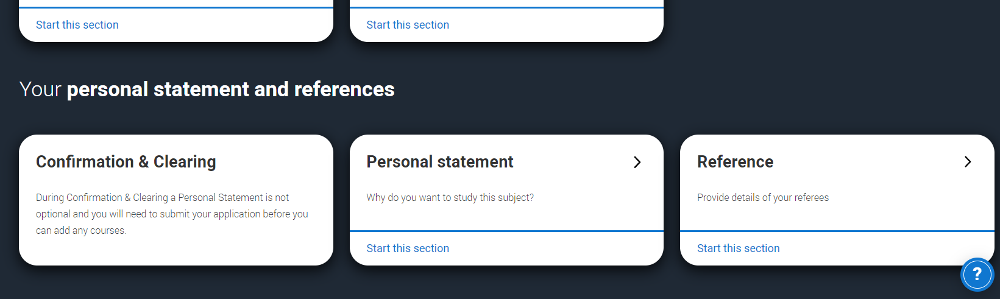 Start this section
Start this section
Your personal statement and references
Confirmation & Clearing
During Confirmation & Clearing a Personal Statement is not
optional and you will need to submit your application before you
can add any courses.
Personal statement
Why do you want to study this subject?
Start this section
Reference
Provide details of your referees
Start this section
?